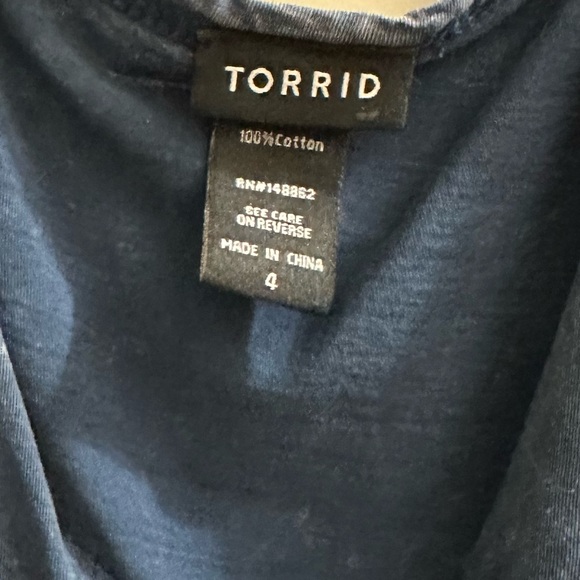 TORRID
100%Cotton
RN#148862
SEE CARE
ON REVERSE
MADE IN CHINA
4